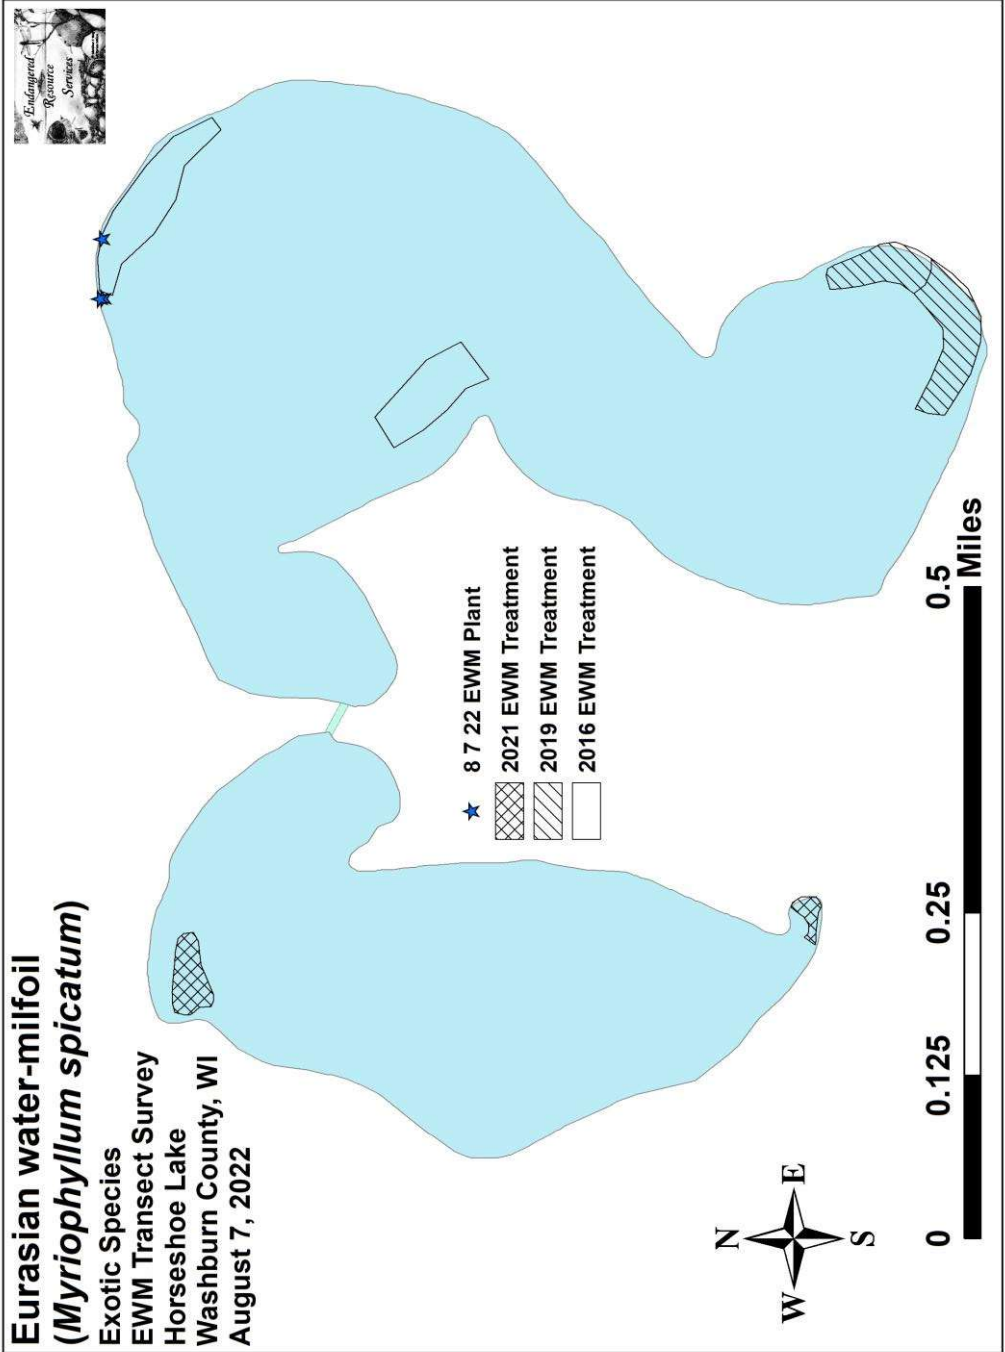 Eurasian water-milfoil
(Myriophyllum spicatum)
Exotic Species
EWM Transect Survey
Horseshoe Lake
Washburn County, WI
August 7, 2022
Endangered
Resource
Services
8 7 22 EWM Plant
2021 EWM Treatment
2019 EWM Treatment
2016 EWM Treatment
N
W
E
S
0
0.125
0.25
0.5
Miles